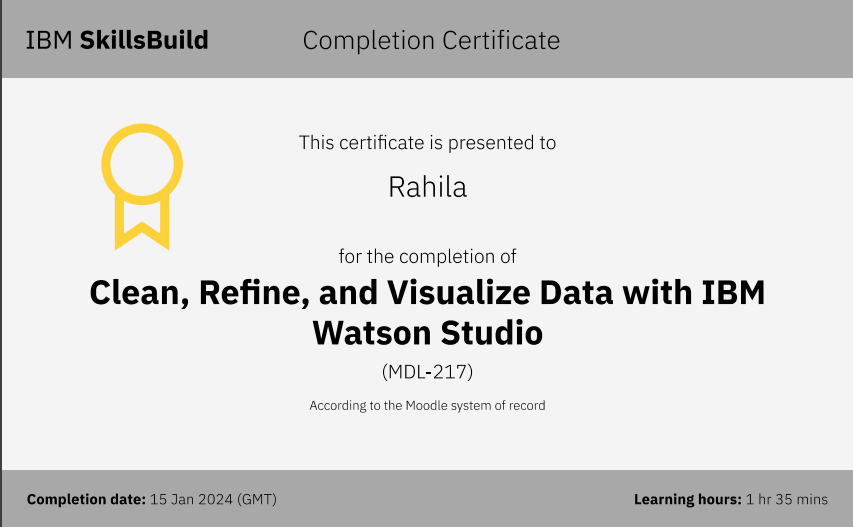 IBM SkillsBuild
Completion Certificate
This certificate is presented to
Rahila
for the completion of
Clean, Refine, and Visualize Data with IBM
Watson Studio
(MDL-217)
According to the Moodle system of record
Completion date: 15 Jan 2024 (GMT)
Learning hours: 1 hr 35 mins